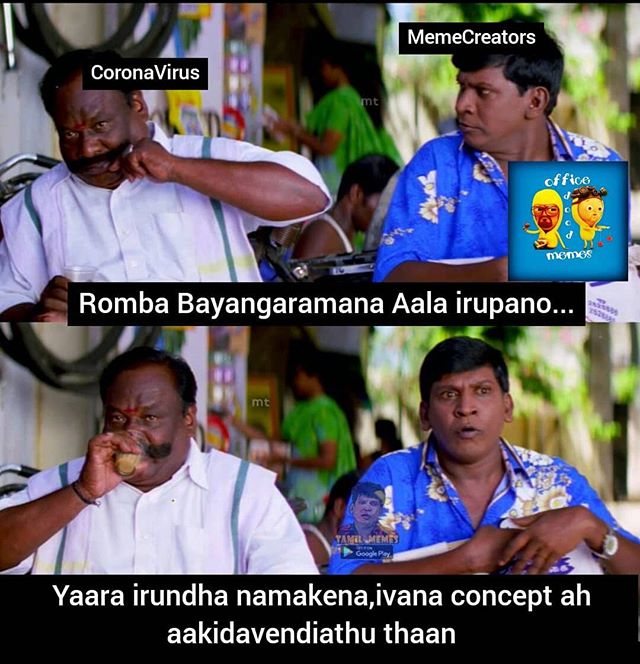 MemeCreators
CoronaVirus
mt
office
dood
memes
Romba Bayangaramana Aala irupano...
mt
TAMIL MEMES
GET IT ON
Google Play
Yaara irundha namakena,ivana concept ah
aakidavendiathu thaan